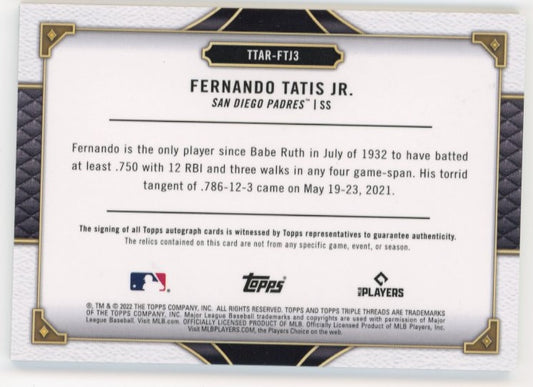 TTAR-FTJ3
FERNANDO TATIS JR.
SAN DIEGO PADRES™ | SS
Fernando is the only player since Babe Ruth in July of 1932 to have batted
at least .750 with 12 RBI and three walks in any four game-span. His torrid
tangent of .786-12-3 came on May 19-23, 2021.
The signing of all Topps autograph cards is witnessed by Topps representatives to guarantee authenticity.
The relics contained on this card are not from any specific game, event, or season.
Topps
MLB PLAYERS
®, TM & © 2022 THE TOPPS COMPANY, INC. ALL RIGHTS RESERVED. TOPPS AND TOPPS TRIPLE THREADS ARE TRADEMARKS
OF THE TOPPS COMPANY, INC. Major League Baseball trademarks and copyrights are used with permission of Major
League Baseball. Visit MLB.com. OFFICIALLY LICENSED PRODUCT OF MLB Players, Inc.
Visit MLBPLAYERS.COM, the Players Choice on the web.